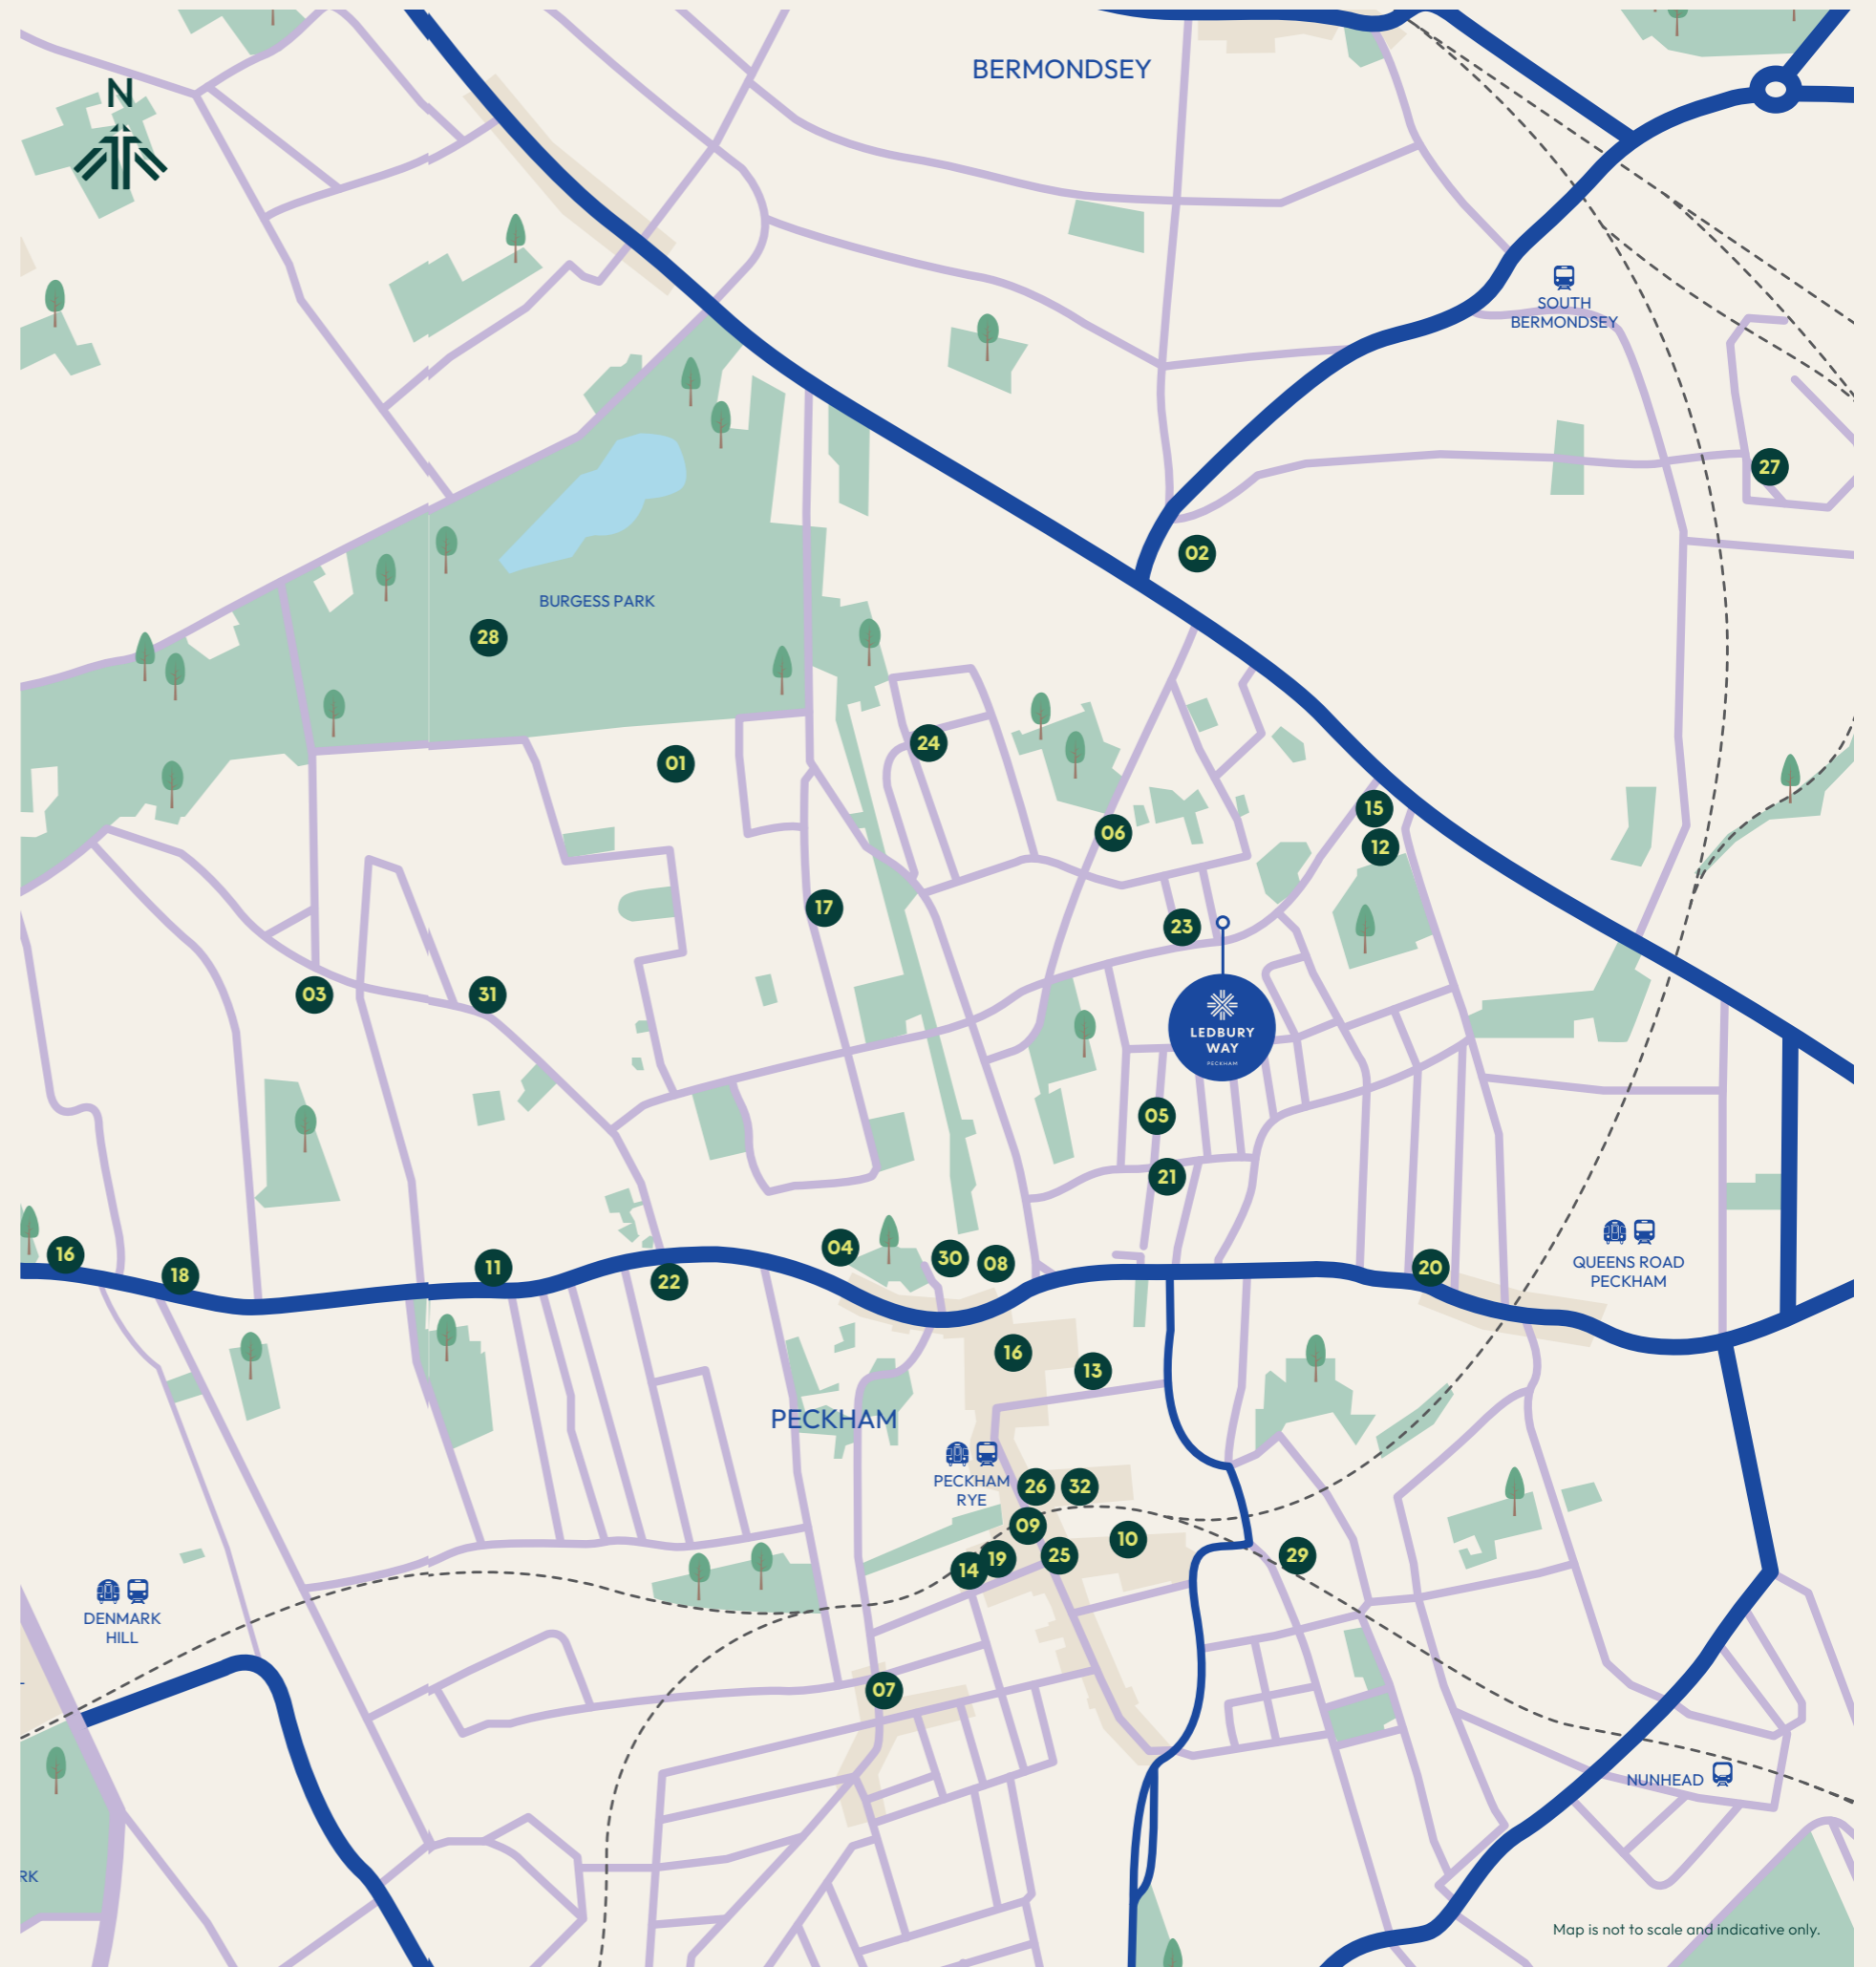 BERMONDSEY
N
SOUTH
BERMONDSEY
27
02
BURGESS PARK
28
24
01
15
06
12
17
23
03
31
LEDBURY
WAY
PECKHAM
05
21
16
18
11
22
04
30
08
20
QUEENS ROAD
PECKHAM
16
13
PECKHAM
PECKHAM
RYE
26
32
09
10
25
19
14
29
DENMARK
HILL
07
NUNHEAD
RK
Map is not to scale and indicative only.